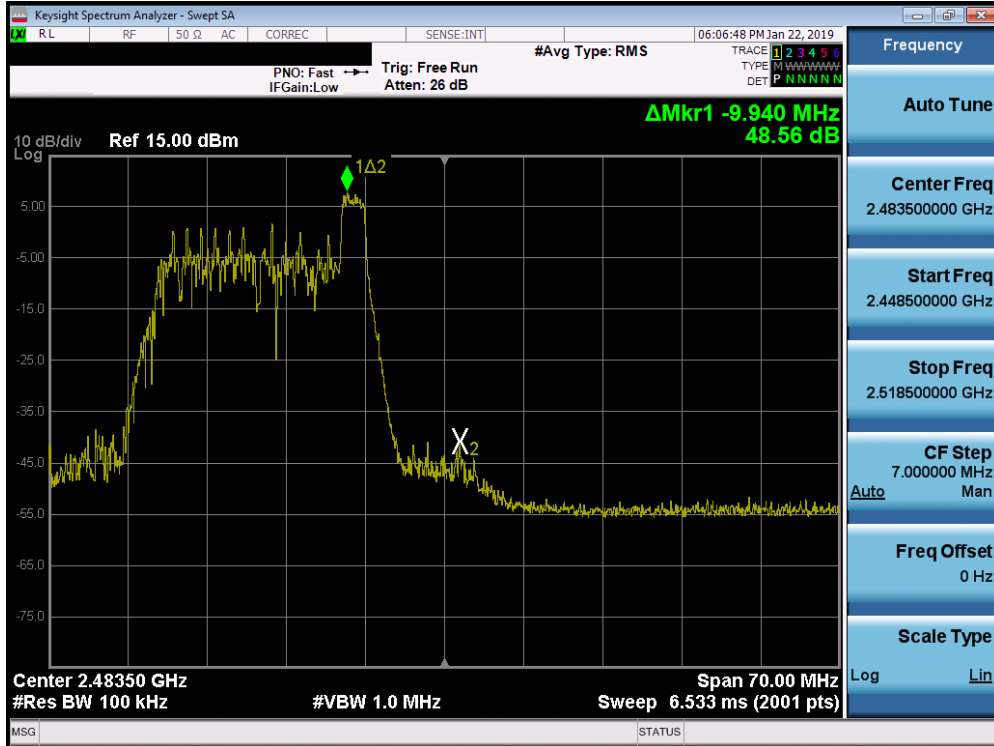 Keysight Spectrum Analyzer - Swept SA
LXI RL RF 50 Ω AC CORREC SENSE:INT 06:06:48 PM Jan 22, 2019
#Avg Type: RMS
TRACE 1 2 3 4 5 6
PNO: Fast Trig: Free Run
TYPE M WWWWW
IFGain:Low Atten: 26 dB
DET P N N N N N
ΔMkr1 -9.940 MHz
48.56 dB
10 dB/div Ref 15.00 dBm
Log
1Δ2
5.00
-5.00
-15.0
-25.0
-35.0
X2
-45.0
-55.0
-65.0
-75.0
Center 2.48350 GHz Span 70.00 MHz
#Res BW 100 kHz #VBW 1.0 MHz Sweep 6.533 ms (2001 pts)
MSG STATUS
Frequency
Auto Tune
Center Freq
2.483500000 GHz
Start Freq
2.448500000 GHz
Stop Freq
2.518500000 GHz
CF Step
7.000000 MHz
Auto Man
Freq Offset
0 Hz
Scale Type
Log Lin